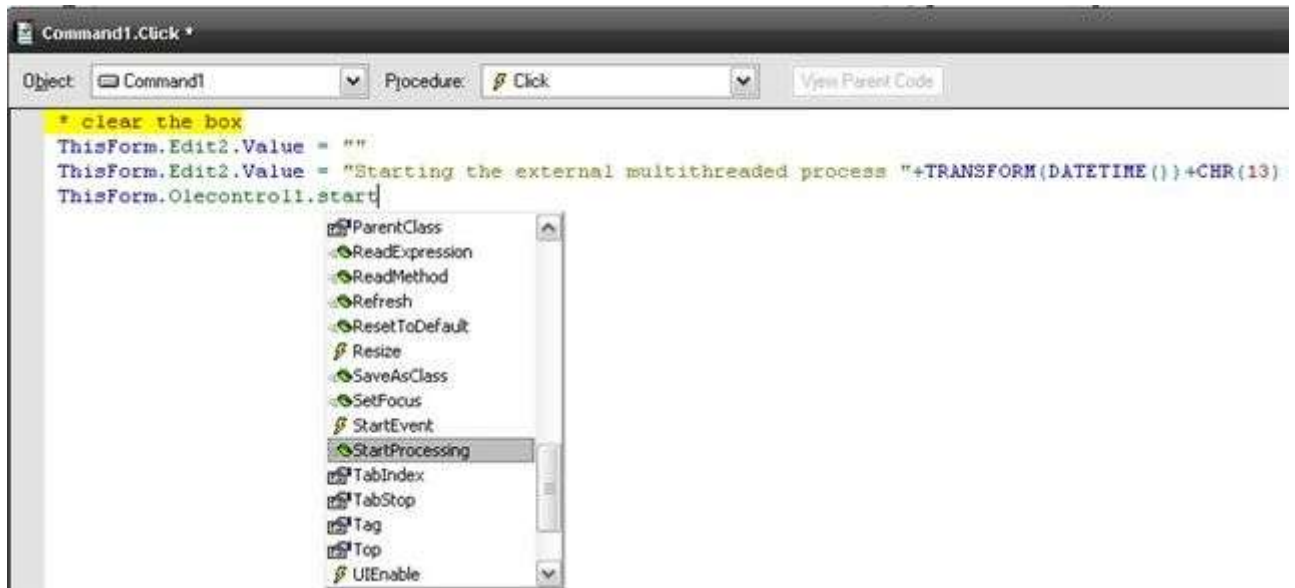 Command1.Click *
Object: Command1 Procedure: Click View Parent Code
* clear the box
ThisForm.Edit2.Value = ""
ThisForm.Edit2.Value = "Starting the external multithreaded process "+TRANSFORM(DATETIME())+CHR(13)
ThisForm.Olecontrol1.start
ParentClass
ReadExpression
ReadMethod
Refresh
ResetToDefault
Resize
SaveAsClass
SetFocus
StartEvent
StartProcessing
TabIndex
TabStop
Tag
Top
UIEnable